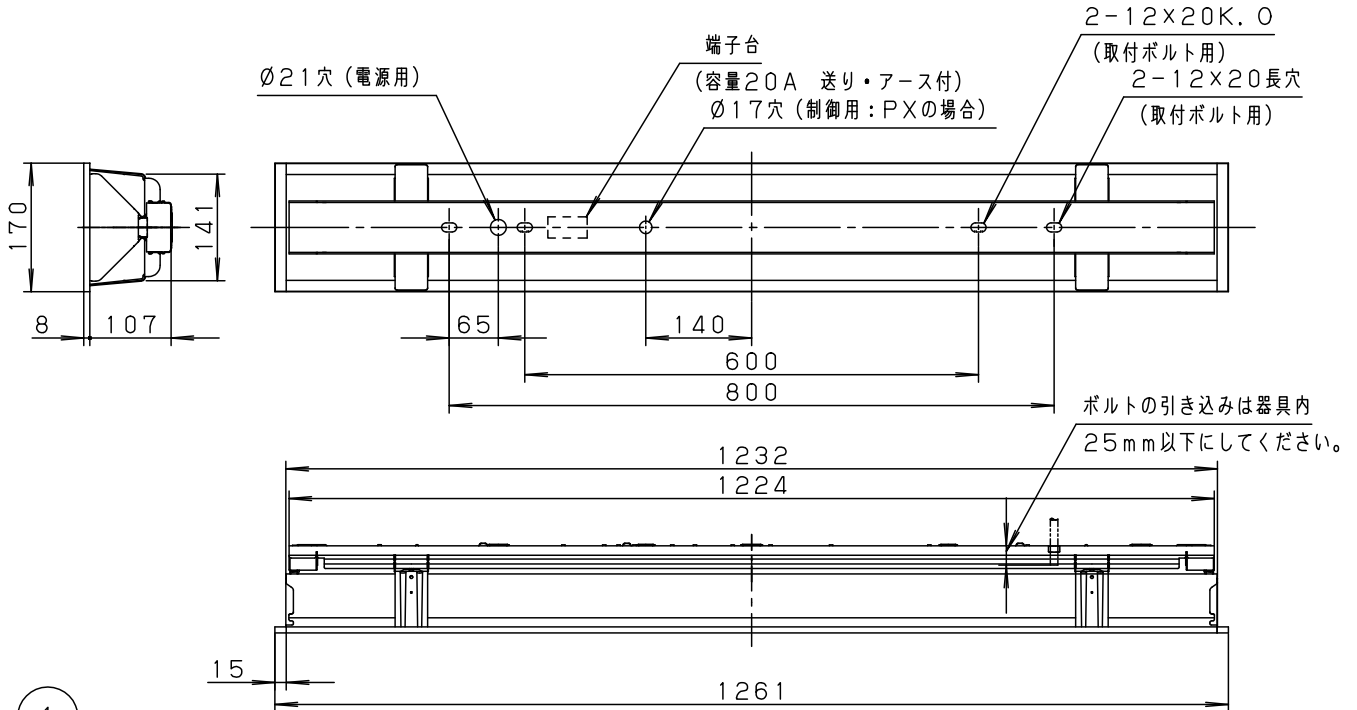 2-12×20K.O
(取付ボルト用)
端子台
(容量20A 送り・アース付)
Ø21穴(電源用)
2-12×20長穴
(取付ボルト用)
Ø17穴(制御用:PXの場合)
170
141
8
107
65
140
600
800
ボルトの引き込みは器具内
25mm以下にしてください。
1232
1224
15
1261